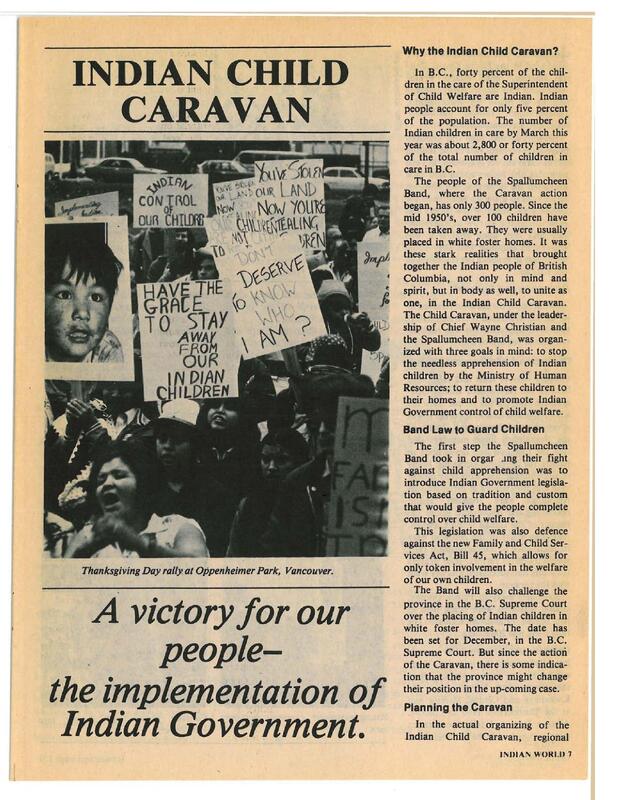 INDIAN CHILD
CARAVAN
INDIAN
CONTROL
OF
OUR CHILDREN
YOU'VE STOLEN
OUR LAND
NOW YOU'RE
STEALING
DON'T
I DESERVE
TO KNOW
WHO
I AM?
HAVE THE
GRACE
TO STAY
AWAY
FROM
OUR
INDIAN
CHILDREN
Thanksgiving Day rally at Oppenheimer Park, Vancouver.
A victory for our
people—
the implementation of
Indian Government.
Why the Indian Child Caravan?
In B.C., forty percent of the chil-
dren in the care of the Superintendent
of Child Welfare are Indian. Indian
people account for only five percent
of the population. The number of
Indian children in care by March this
year was about 2,800 or forty percent
of the total number of children in
care in B.C.
The people of the Spallumcheen
Band, where the Caravan action
began, has only 300 people. Since the
mid 1950's, over 100 children have
been taken away. They were usually
placed in white foster homes. It was
these stark realities that brought
together the Indian people of British
Columbia, not only in mind and
spirit, but in body as well, to unite as
one, in the Indian Child Caravan.
The Child Caravan, under the leader-
ship of Chief Wayne Christian and
the Spallumcheen Band, was organ-
ized with three goals in mind: to stop
the needless apprehension of Indian
children by the Ministry of Human
Resources; to return these children to
their homes and to promote Indian
Government control of child welfare.
Band Law to Guard Children
The first step the Spallumcheen
Band took in orgar .ing their fight
against child apprehension was to
introduce Indian Government legisla-
tion based on tradition and custom
that would give the people complete
control over child welfare.
This legislation was also defence
against the new Family and Child Ser-
vices Act, Bill 45, which allows for
only token involvement in the welfare
of our own children.
The Band will also challenge the
province in the B.C. Supreme Court
over the placing of Indian children in
white foster homes. The date has
been set for December, in the B.C.
Supreme Court. But since the action
of the Caravan, there is some indica-
tion that the province might change
their position in the up-coming case.
Planning the Caravan
In the actual organizing of the
Indian Child Caravan, regional
INDIAN WORLD 7